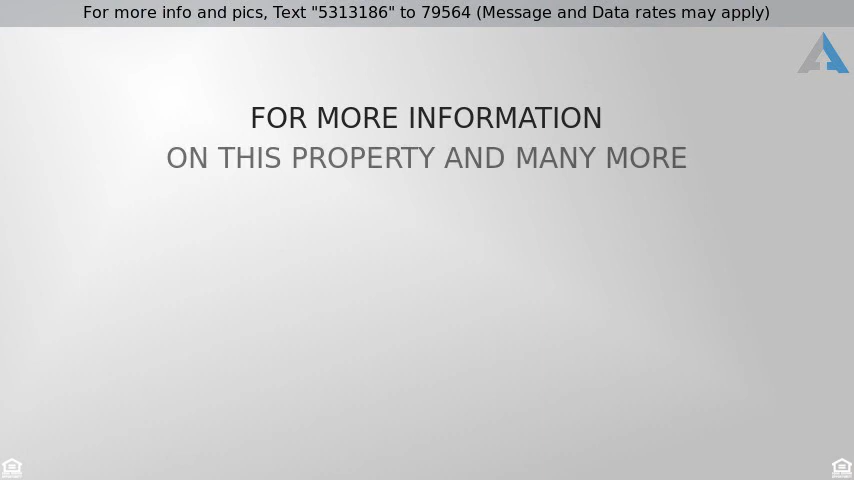 For more info and pics, Text "5313186" to 79564 (Message and Data rates may apply)
FOR MORE INFORMATION
ON THIS PROPERTY AND MANY MORE